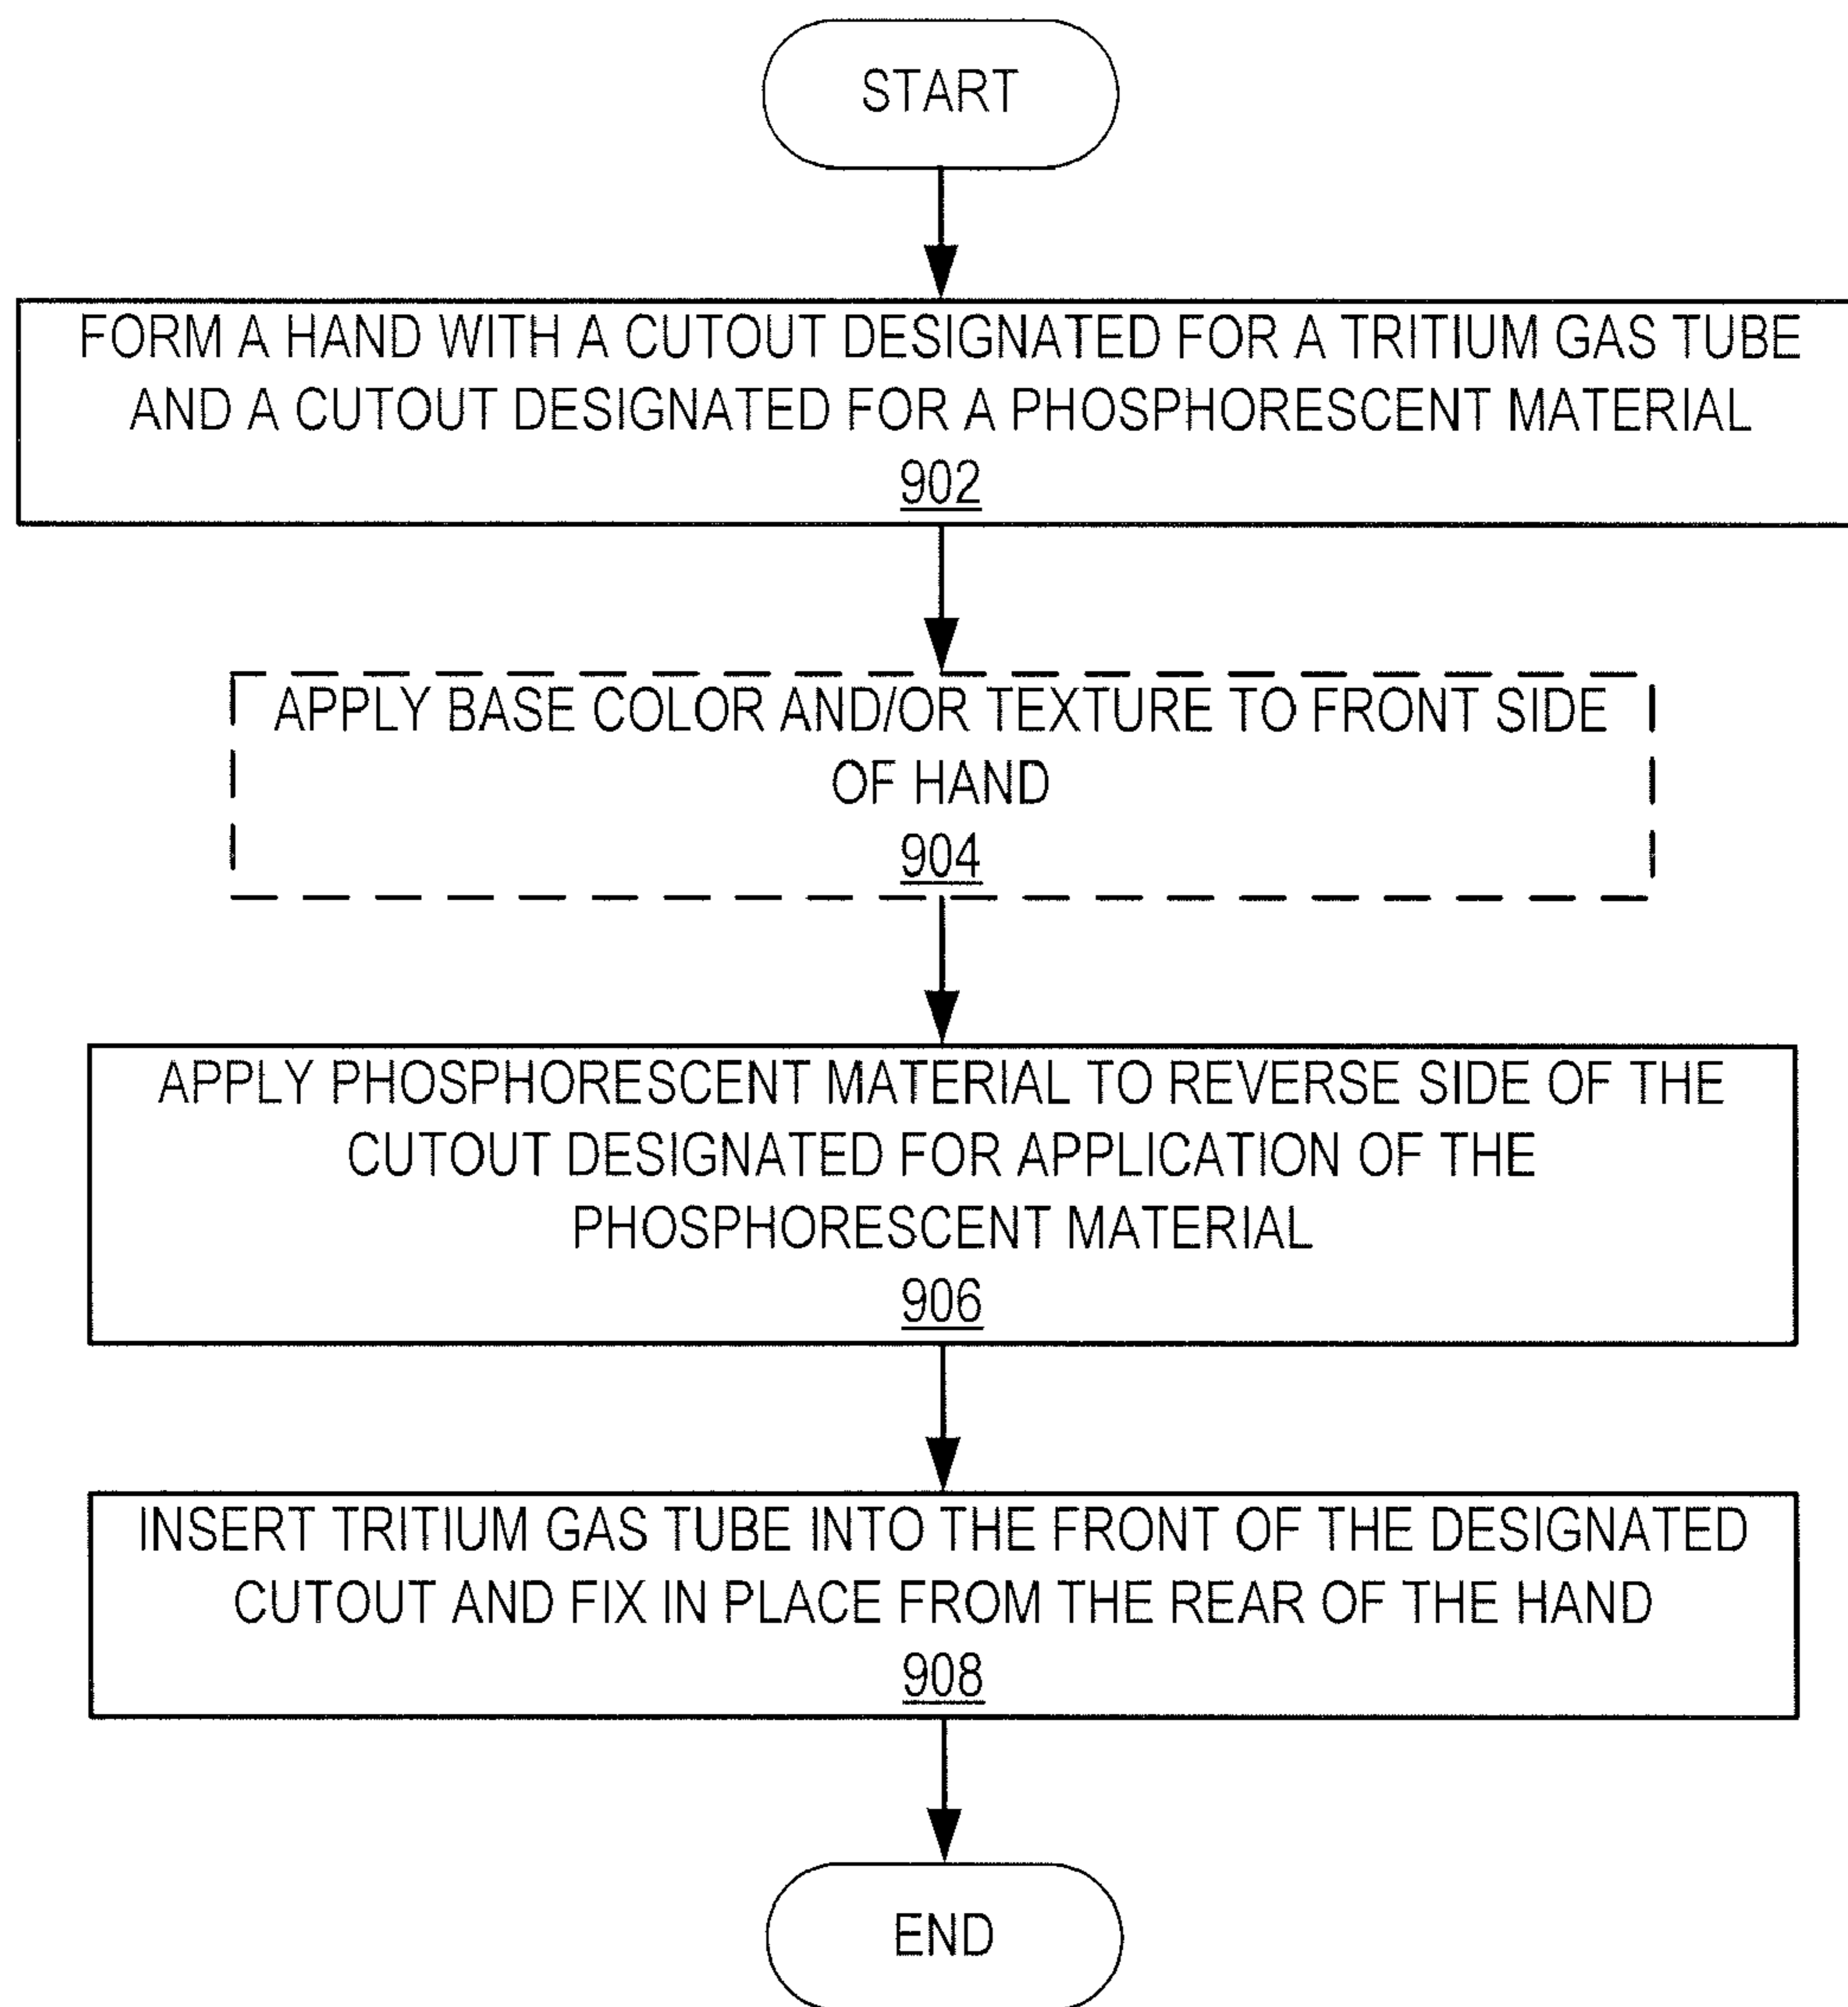 START
FORM A HAND WITH A CUTOUT DESIGNATED FOR A TRITIUM GAS TUBE
AND A CUTOUT DESIGNATED FOR A PHOSPHORESCENT MATERIAL
902
APPLY BASE COLOR AND/OR TEXTURE TO FRONT SIDE
OF HAND
904
APPLY PHOSPHORESCENT MATERIAL TO REVERSE SIDE OF THE
CUTOUT DESIGNATED FOR APPLICATION OF THE
PHOSPHORESCENT MATERIAL
906
INSERT TRITIUM GAS TUBE INTO THE FRONT OF THE DESIGNATED
CUTOUT AND FIX IN PLACE FROM THE REAR OF THE HAND
908
END